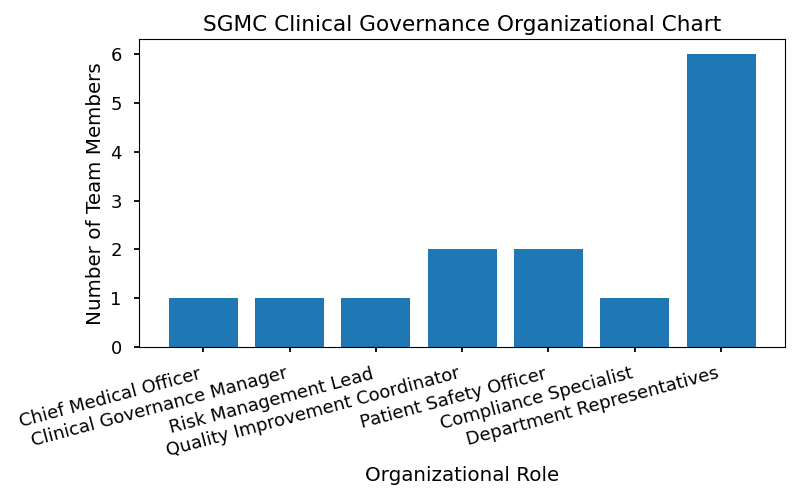 SGMC Clinical Governance Organizational Chart
Number of Team Members
6
5
4
3
2
1
0
Chief Medical Officer
Clinical Governance Manager
Risk Management Lead
Quality Improvement Coordinator
Patient Safety Officer
Compliance Specialist
Department Representatives
Organizational Role